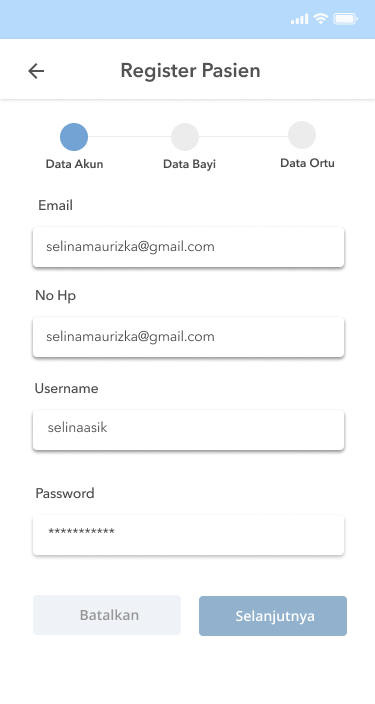 Register Pasien
Data Akun
Data Bayi
Data Ortu
Email
selinamaurizka@gmail.com
No Hp
selinamaurizka@gmail.com
Username
selinaasik
Password
***********
Batalkan
Selanjutnya